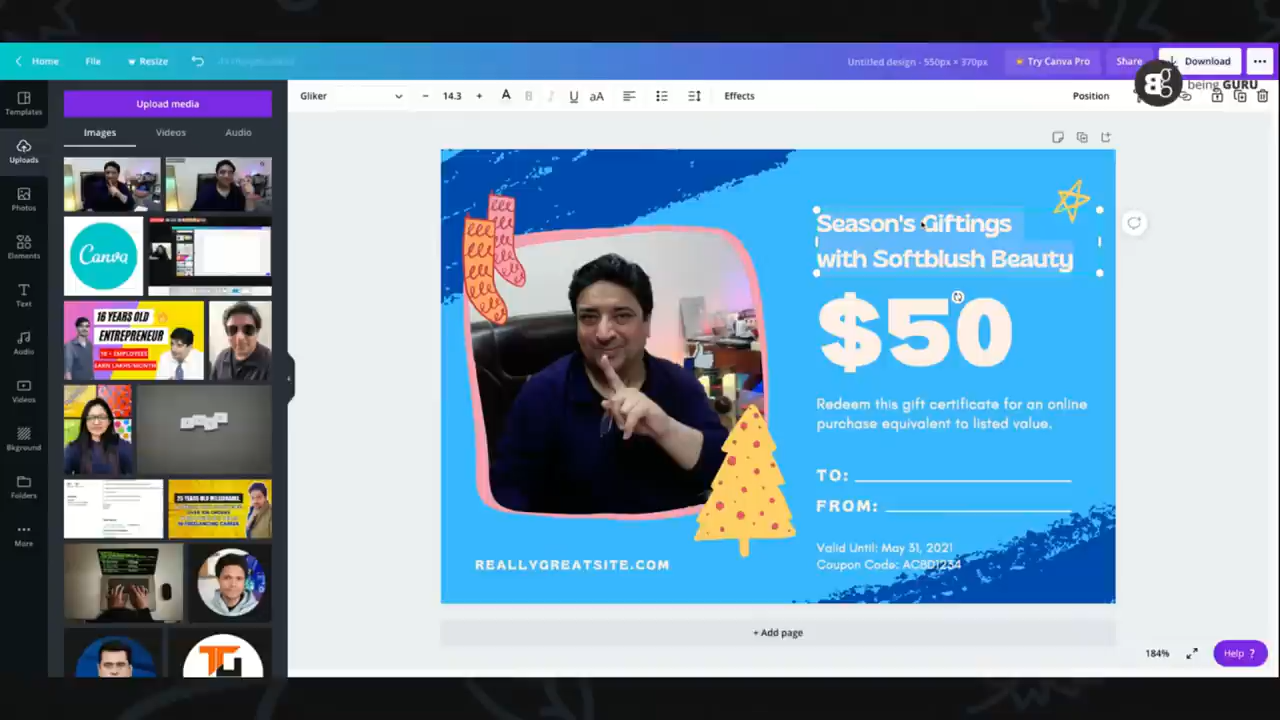 Home
File
Resize
Untitled design - 550px × 370px
Try Canva Pro
Share
Download
being GURU
Templates
Uploads
Photos
Elements
Text
Audio
Videos
Bkground
Folders
More
Upload media
Images
Videos
Audio
Canva
16 YEARS OLD
ENTREPRENEUR
Gliker
- 14.3 +
A B I U aA
Effects
Position
Season's Giftings
with Softblush Beauty
$50
Redeem this gift certificate for an online
purchase equivalent to listed value.
TO:
FROM:
Valid Until: May 31, 2021
Coupon Code: AC8D1234
REALLYGREATSITE.COM
+ Add page
184%
Help ?